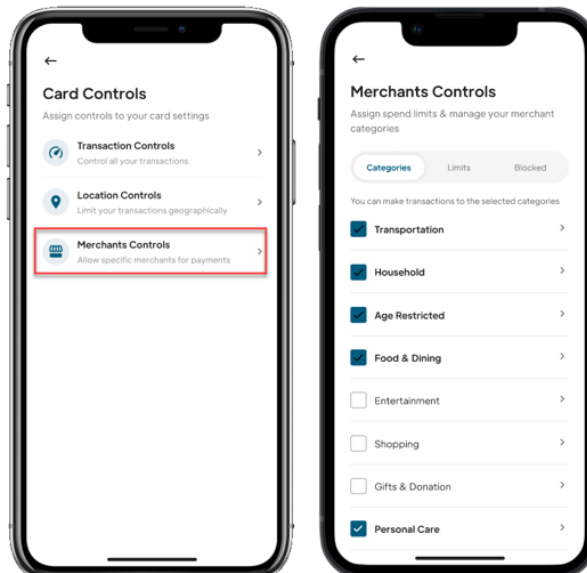 Card Controls
Assign controls to your card settings
Transaction Controls
Control all your transactions
Location Controls
Limit your transactions geographically
Merchants Controls
Allow specific merchants for payments
Merchants Controls
Assign spend limits & manage your merchant
categories
Categories Limits Blocked
You can make transactions to the selected categories
Transportation
Household
Age Restricted
Food & Dining
Entertainment
Shopping
Gifts & Donation
Personal Care